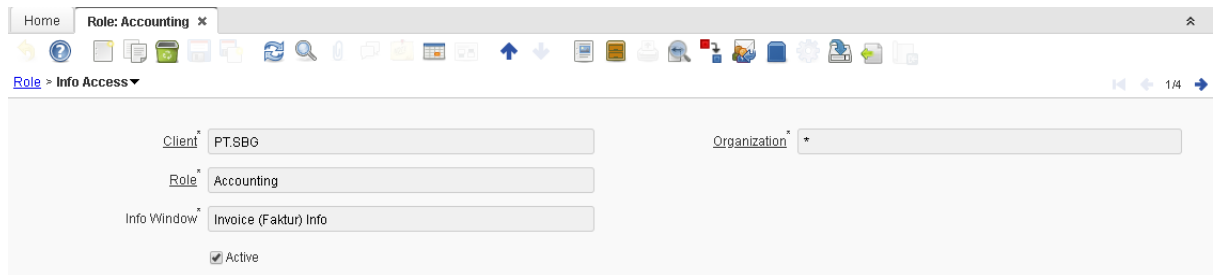 Home Role: Accounting ×
Role > Info Access
1/4
Client* PT.SBG Organization* *
Role* Accounting
Info Window* Invoice (Faktur) Info
Active